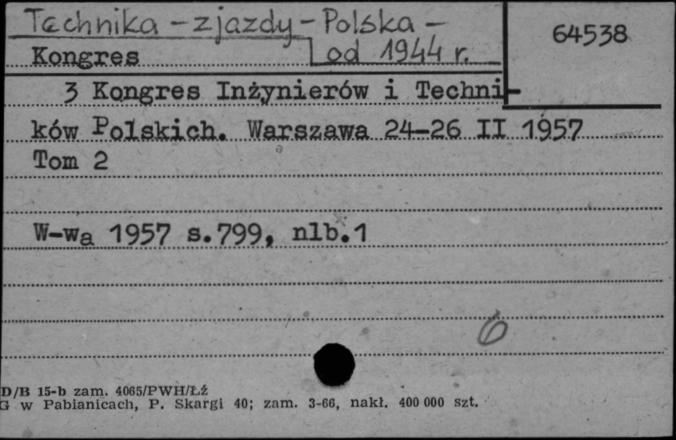 Technika - zjazdy - Polska -
od 1944 r.
64538
Kongres
3 Kongres Inżynierów i Techni-
ków Polskich. Warszawa 24-26 II 1957
Tom 2
W-wa 1957 s.799, nlb.1
6
D/B 15-b zam. 4065/PWH/Łź
G w Pabianicach, P. Skargi 40; zam. 3-66, nakł. 400 000 szt.